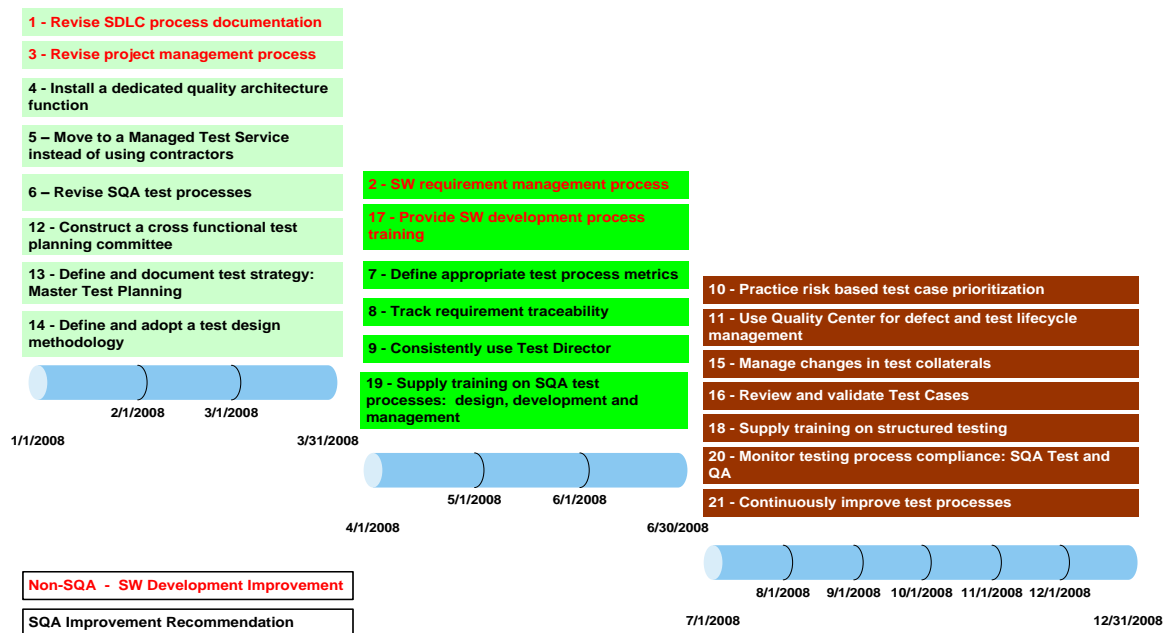 1 - Revise SDLC process documentation
3 - Revise project management process
4 - Install a dedicated quality architecture
function
5 – Move to a Managed Test Service
instead of using contractors
6 – Revise SQA test processes
12 - Construct a cross functional test
planning committee
13 - Define and document test strategy:
Master Test Planning
14 - Define and adopt a test design
methodology
2/1/2008
3/1/2008
1/1/2008
3/31/2008
2 - SW requirement management process
17 - Provide SW development process
training
7 - Define appropriate test process metrics
8 - Track requirement traceability
9 - Consistently use Test Director
19 - Supply training on SQA test
processes: design, development and
management
5/1/2008
6/1/2008
4/1/2008
6/30/2008
10 - Practice risk based test case prioritization
11 - Use Quality Center for defect and test lifecycle
management
15 - Manage changes in test collaterals
16 - Review and validate Test Cases
18 - Supply training on structured testing
20 - Monitor testing process compliance: SQA Test and
QA
21 - Continuously improve test processes
8/1/2008
9/1/2008
10/1/2008
11/1/2008
12/1/2008
7/1/2008
12/31/2008
Non-SQA - SW Development Improvement
SQA Improvement Recommendation